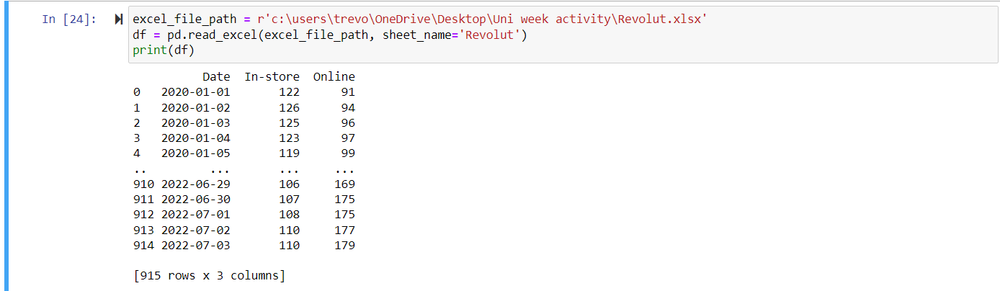 In [24]:
excel_file_path = r'c:\users\trevo\OneDrive\Desktop\Uni week activity\Revolut.xlsx'
df = pd.read_excel(excel_file_path, sheet_name='Revolut')
print(df)
Date In-store Online
0 2020-01-01 122 91
1 2020-01-02 126 94
2 2020-01-03 125 96
3 2020-01-04 123 97
4 2020-01-05 119 99
.. ... ... ...
910 2022-06-29 106 169
911 2022-06-30 107 175
912 2022-07-01 108 175
913 2022-07-02 110 177
914 2022-07-03 110 179
[915 rows x 3 columns]